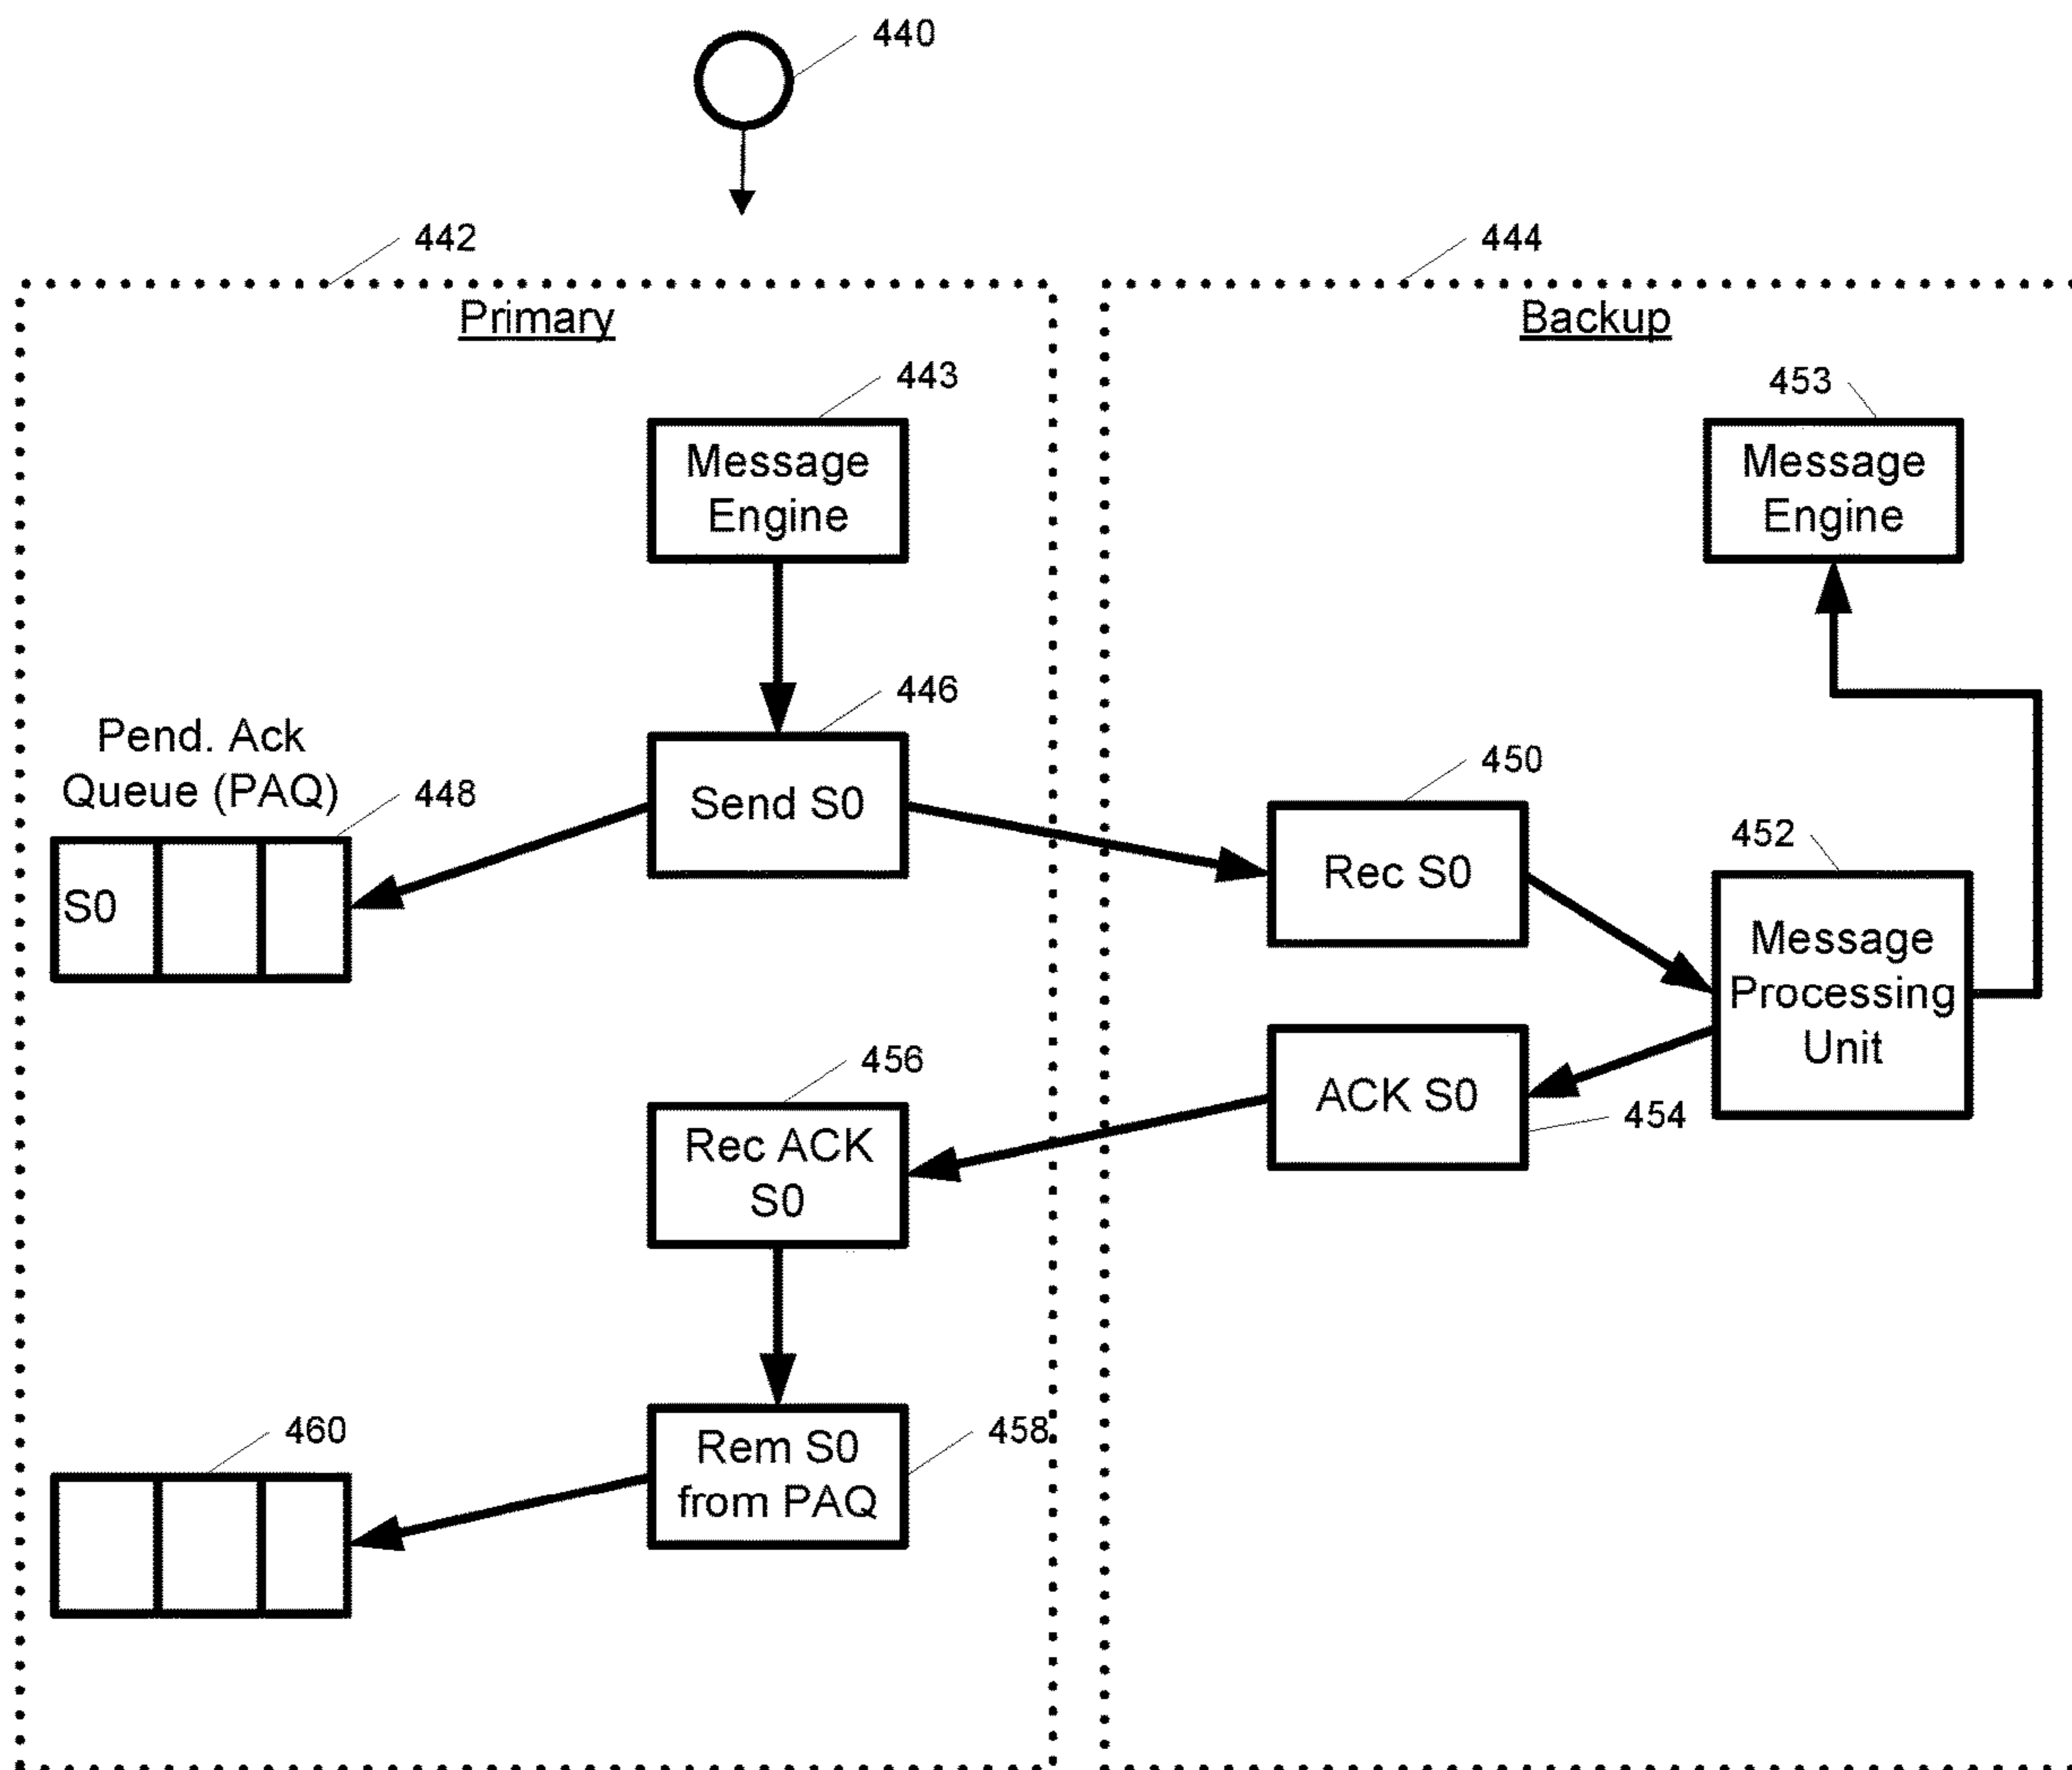 440
442
444
Primary
Backup
443
453
Message
Engine
Message
Engine
446
Pend. Ack
Queue (PAQ)
448
450
Send S0
452
S0
Rec S0
Message
Processing
Unit
456
ACK S0
454
Rec ACK
S0
460
458
Rem S0
from PAQ